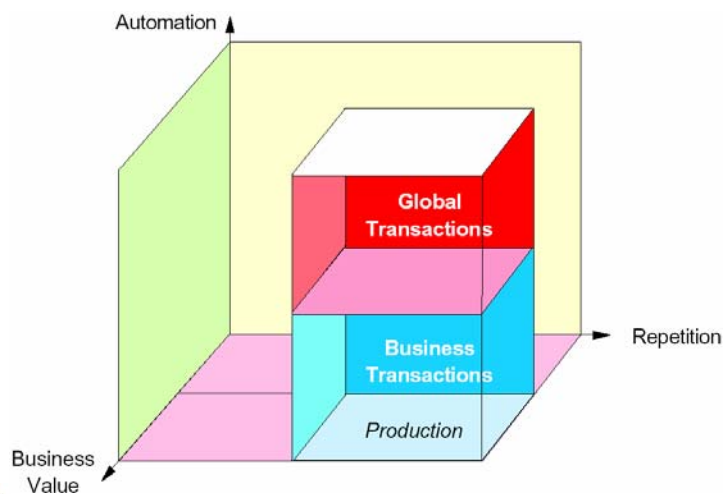 Automation
Global
Transactions
Repetition
Business
Transactions
Production
Business
Value